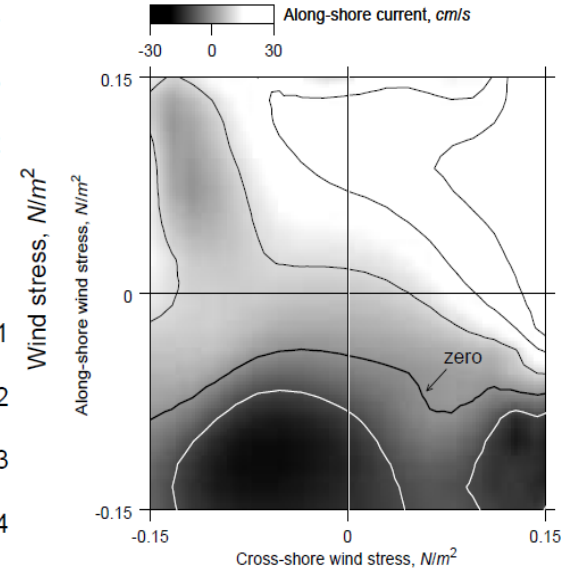 Along-shore current, cm/s
-30 0 30
Wind stress, N/m²
1
2
3
4
Along-shore wind stress, N/m²
0.15
0
-0.15
zero
-0.15 0 0.15
Cross-shore wind stress, N/m²